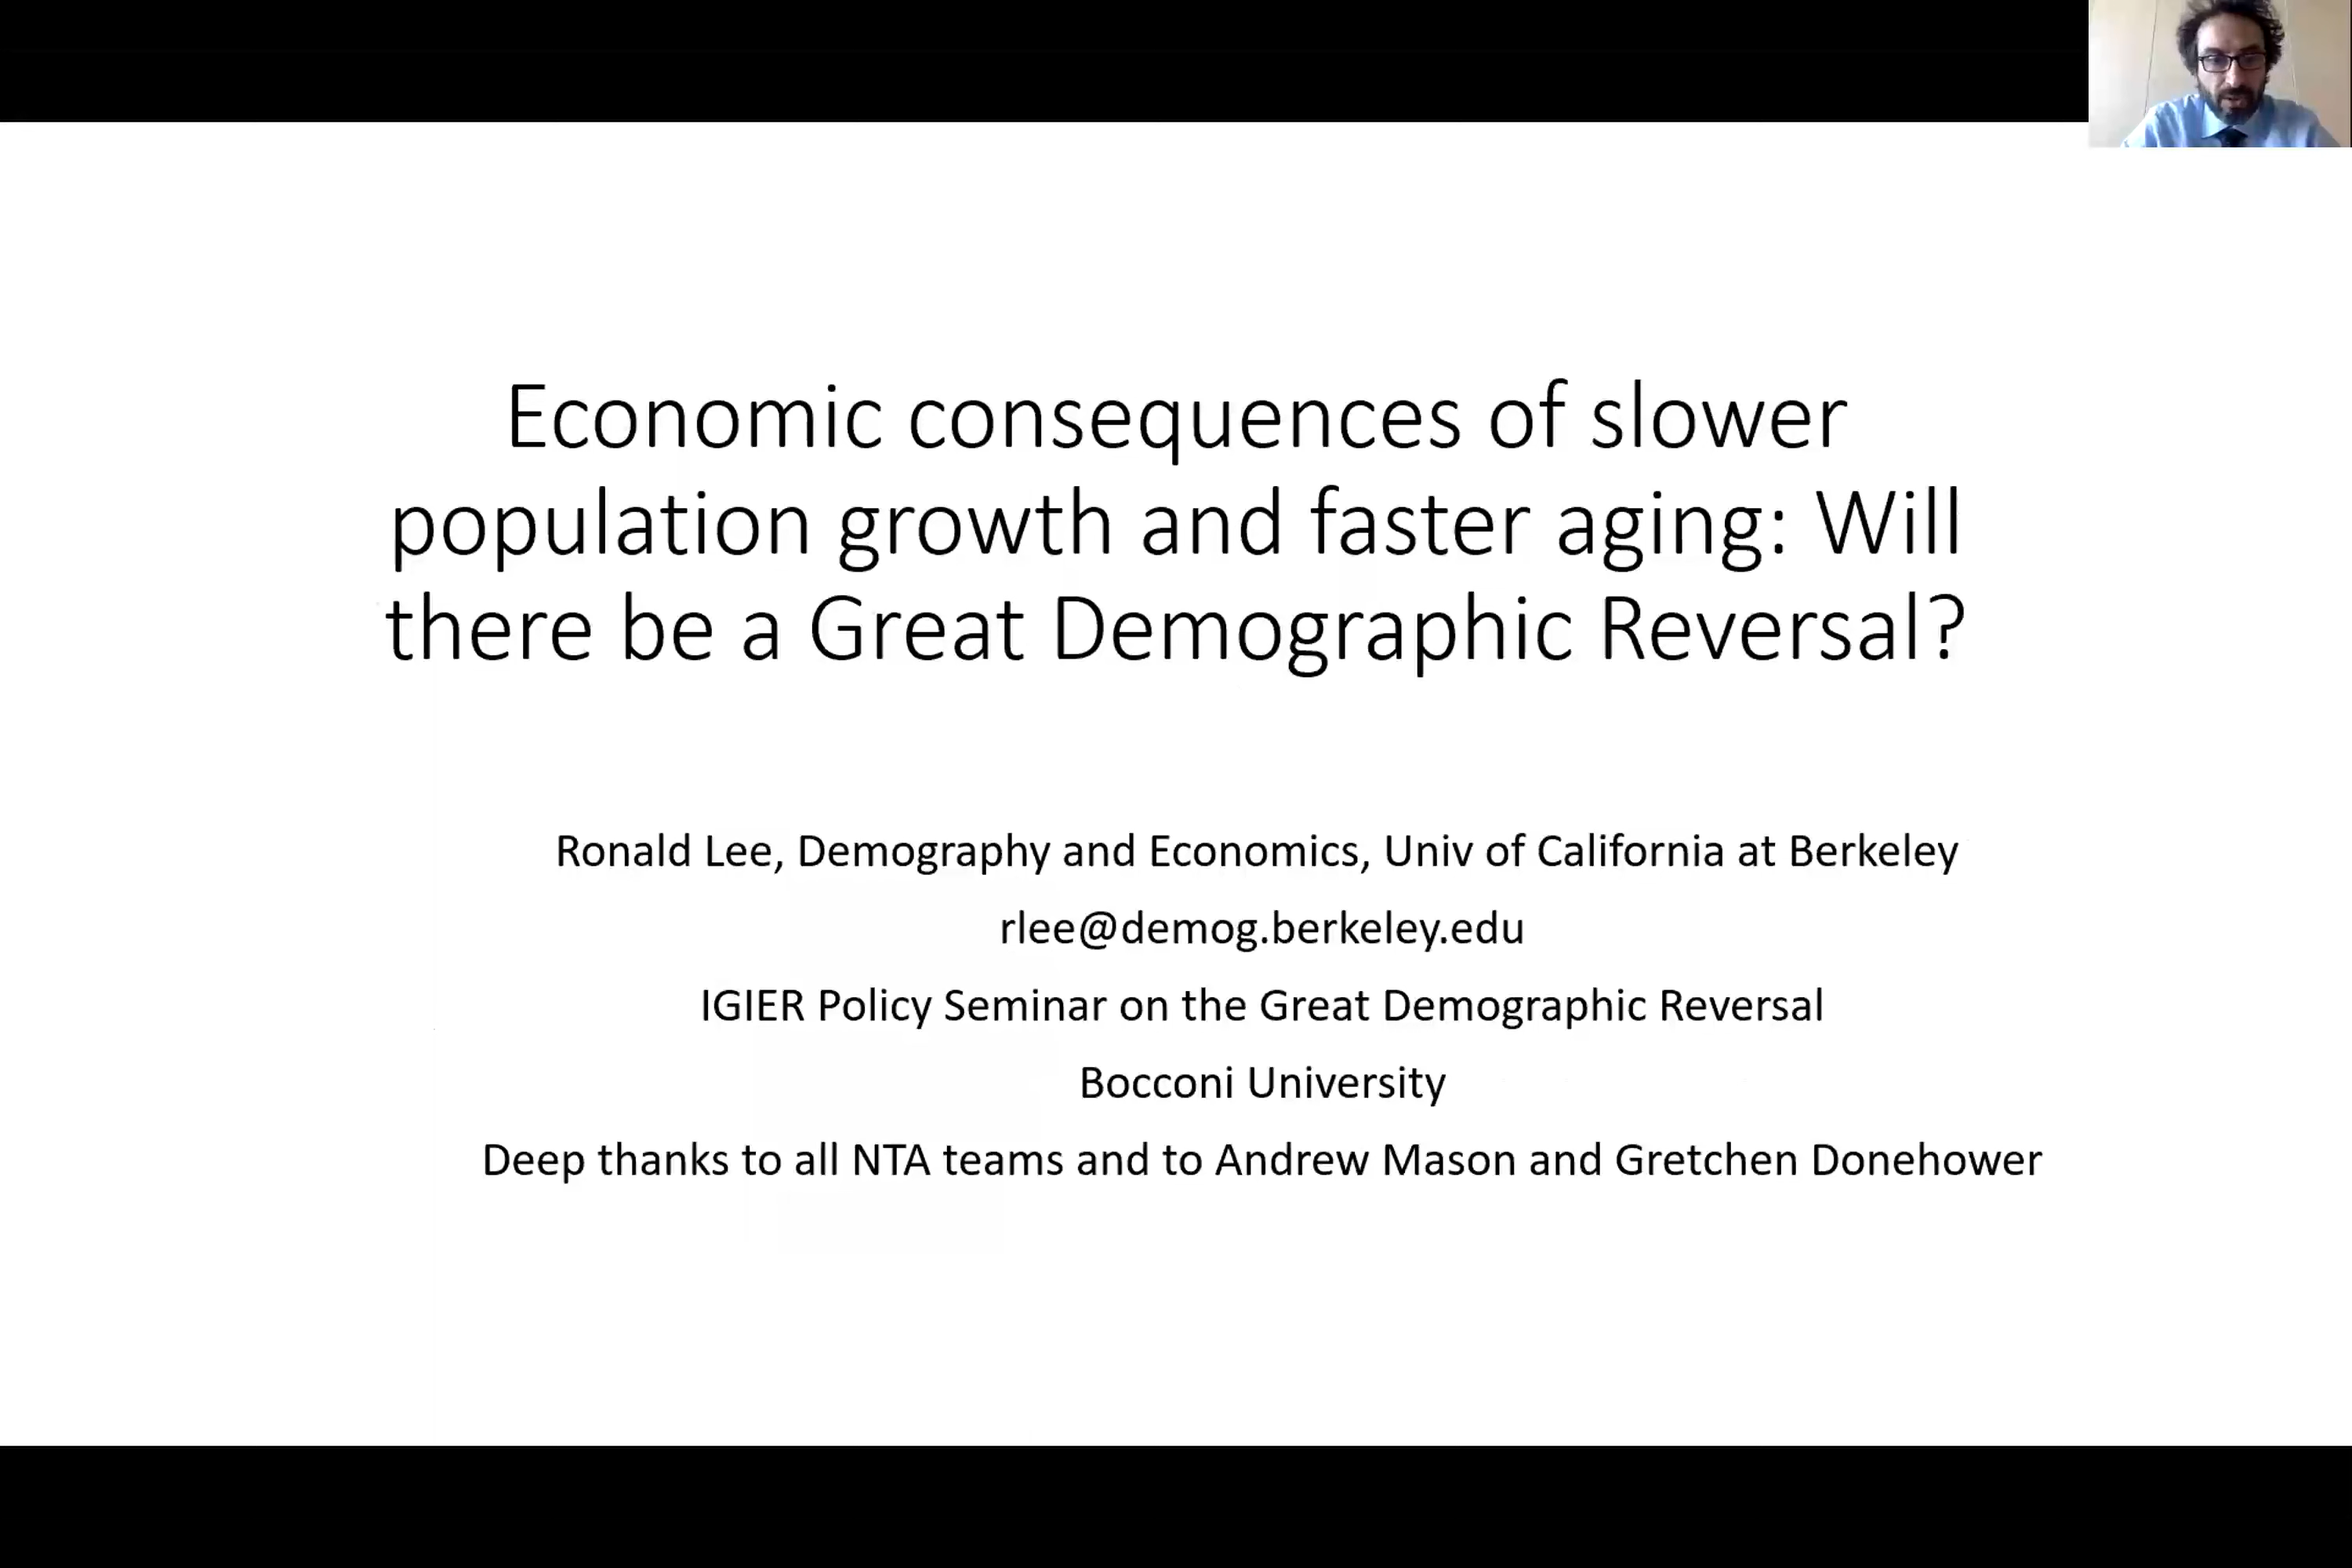 Economic consequences of slower
population growth and faster aging: Will
there be a Great Demographic Reversal?
Ronald Lee, Demography and Economics, Univ of California at Berkeley
rlee@demog.berkeley.edu
IGIER Policy Seminar on the Great Demographic Reversal
Bocconi University
Deep thanks to all NTA teams and to Andrew Mason and Gretchen Donehower